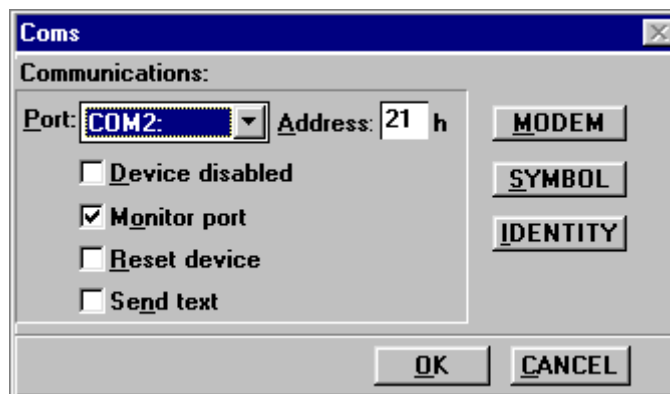 Coms
Communications:
Port: COM2: Address: 21 h
Device disabled
Monitor port
Reset device
Send text
MODEM
SYMBOL
IDENTITY
OK CANCEL